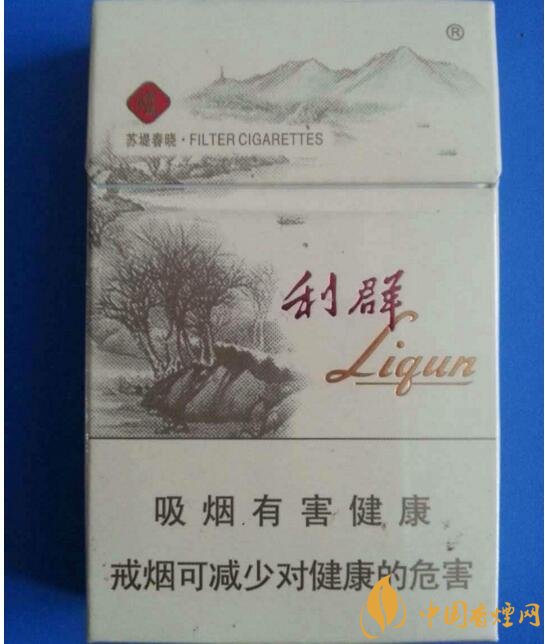 ®
苏堤春晓·FILTER CIGARETTES
利群
Liqun
吸烟有害健康
戒烟可减少对健康的危害
中国香烟网